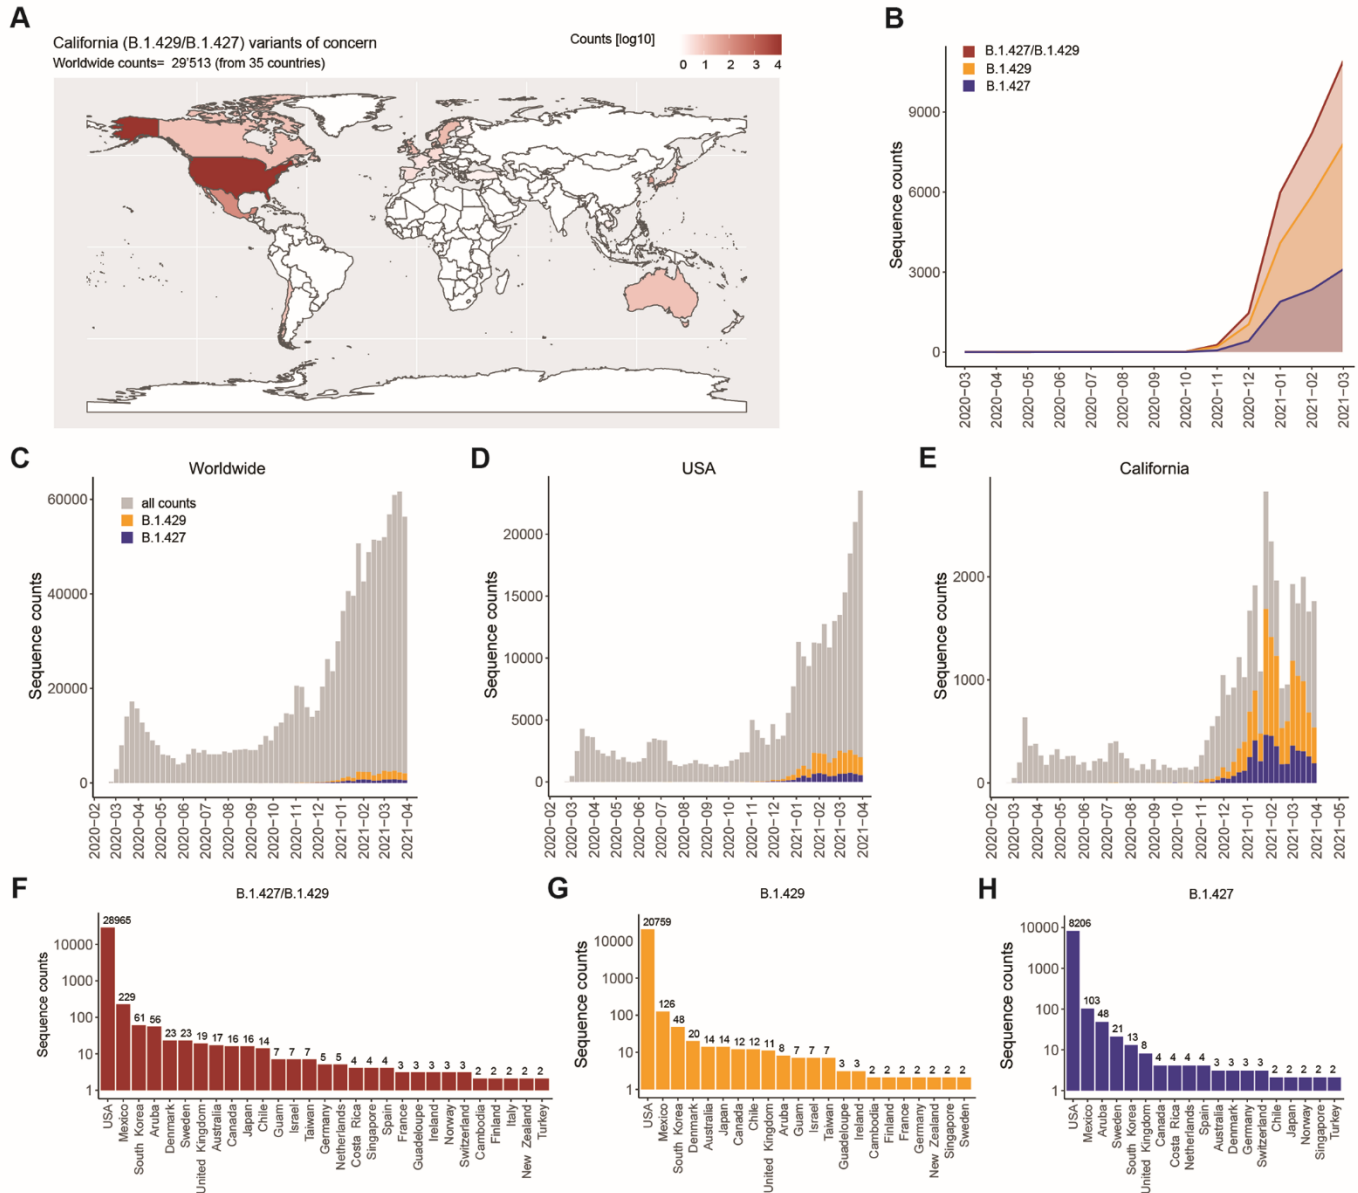 A
California (B.1.429/B.1.427) variants of concern
Worldwide counts= 29'513 (from 35 countries)
Counts [log10]
0 1 2 3 4
B
B.1.427/B.1.429
B.1.429
B.1.427
Sequence counts
9000
6000
3000
0
2020-03
2020-04
2020-05
2020-06
2020-07
2020-08
2020-09
2020-10
2020-11
2020-12
2021-01
2021-02
2021-03
C
Worldwide
all counts
B.1.429
B.1.427
Sequence counts
60000
40000
20000
0
2020-02
2020-03
2020-04
2020-05
2020-06
2020-07
2020-08
2020-09
2020-10
2020-11
2020-12
2021-01
2021-02
2021-03
2021-04
D
USA
Sequence counts
20000
15000
10000
5000
0
2020-02
2020-03
2020-04
2020-05
2020-06
2020-07
2020-08
2020-09
2020-10
2020-11
2020-12
2021-01
2021-02
2021-03
2021-04
E
California
Sequence counts
2000
1000
0
2020-02
2020-03
2020-04
2020-05
2020-06
2020-07
2020-08
2020-09
2020-10
2020-11
2020-12
2021-01
2021-02
2021-03
2021-04
2021-05
F
B.1.427/B.1.429
Sequence counts
10000
1000
100
10
1
28965
229
61
56
23
23
19
17
16
16
14
7
7
7
5
5
4
4
4
3
3
3
3
3
2
2
2
2
2
USA
Mexico
South Korea
Aruba
Denmark
Sweden
United Kingdom
Australia
Canada
Japan
Chile
Guam
Israel
Taiwan
Germany
Netherlands
Costa Rica
Singapore
Spain
France
Guadeloupe
Ireland
Norway
Switzerland
Cambodia
Finland
Italy
New Zealand
Turkey
G
B.1.429
Sequence counts
10000
1000
100
10
1
20759
126
48
20
14
14
12
12
11
8
7
7
7
3
3
2
2
2
2
2
2
2
USA
Mexico
South Korea
Denmark
Australia
Japan
Canada
Chile
United Kingdom
Aruba
Guam
Israel
Taiwan
Guadeloupe
Ireland
Cambodia
Finland
France
Germany
New Zealand
Singapore
Sweden
H
B.1.427
Sequence counts
10000
1000
100
10
1
8206
103
48
21
13
8
4
4
4
4
3
3
3
3
2
2
2
2
2
USA
Mexico
Aruba
Sweden
South Korea
United Kingdom
Canada
Costa Rica
Netherlands
Spain
Australia
Denmark
Germany
Switzerland
Chile
Japan
Norway
Singapore
Turkey